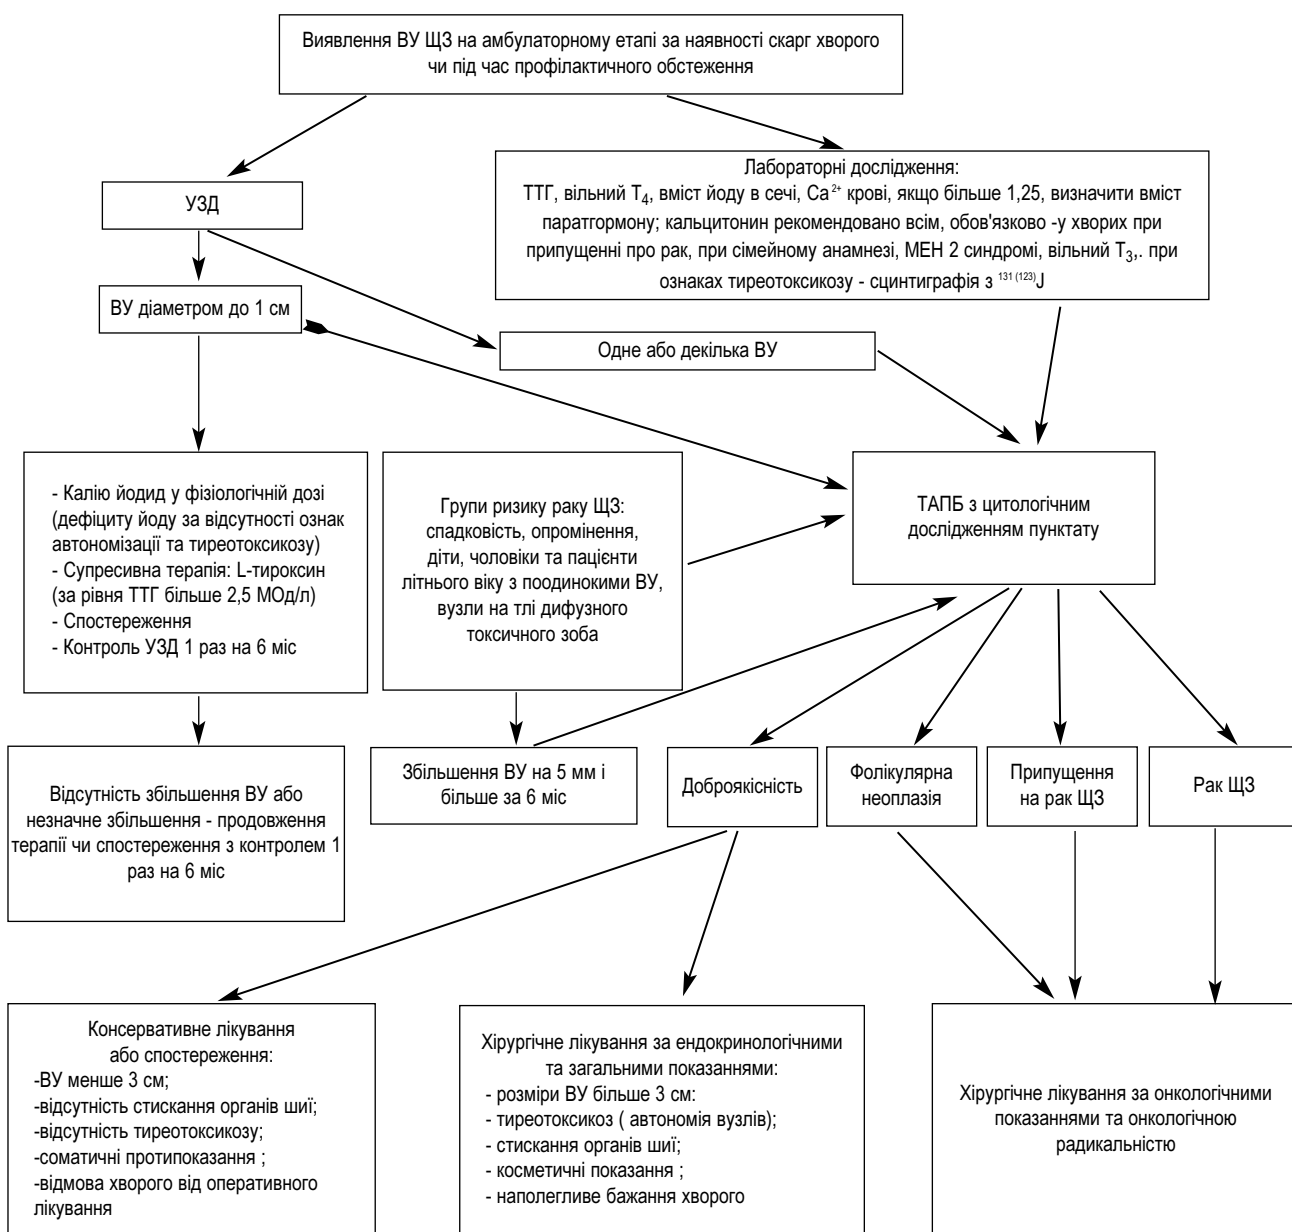 Виявлення ВУ ЩЗ на амбулаторному етапі за наявності скарг хворого
чи під час профілактичного обстеження
УЗД
Лабораторні дослідження:
ТТГ, вільний Т4, вміст йоду в сечі, Са2+ крові, якщо більше 1,25, визначити вміст
паратгормону; кальцитонин рекомендовано всім, обов'язково -у хворих при
припущенні про рак, при сімейному анамнезі, МЕН 2 синдромі, вільний Т3,. при
ознаках тиреотоксикозу - сцинтиграфія з 131 (123)J
ВУ діаметром до 1 см
Одне або декілька ВУ
- Калію йодид у фізіологічній дозі
(дефіциту йоду за відсутності ознак
автономізації та тиреотоксикозу)
- Супресивна терапія: L-тироксин
(за рівня ТТГ більше 2,5 МОд/л)
- Спостереження
- Контроль УЗД 1 раз на 6 міс
Групи ризику раку ЩЗ:
спадковість, опромінення,
діти, чоловіки та пацієнти
літнього віку з поодинокими ВУ,
вузли на тлі дифузного
токсичного зоба
ТАПБ з цитологічним
дослідженням пунктату
Відсутність збільшення ВУ або
незначне збільшення - продовження
терапії чи спостереження з контролем 1
раз на 6 міс
Збільшення ВУ на 5 мм і
більше за 6 міс
Доброякісність
Фолікулярна
неоплазія
Припущення
на рак ЩЗ
Рак ЩЗ
Консервативне лікування
або спостереження:
-ВУ менше 3 см;
-відсутність стискання органів шиї;
-відсутність тиреотоксикозу;
-соматичні протипоказання ;
-відмова хворого від оперативного
лікування
Хірургічне лікування за ендокринологічними
та загальними показаннями:
- розміри ВУ більше 3 см:
- тиреотоксикоз ( автономія вузлів);
- стискання органів шиї;
- косметичні показання ;
- наполегливе бажання хворого
Хірургічне лікування за онкологічними
показаннями та онкологічною
радикальністю